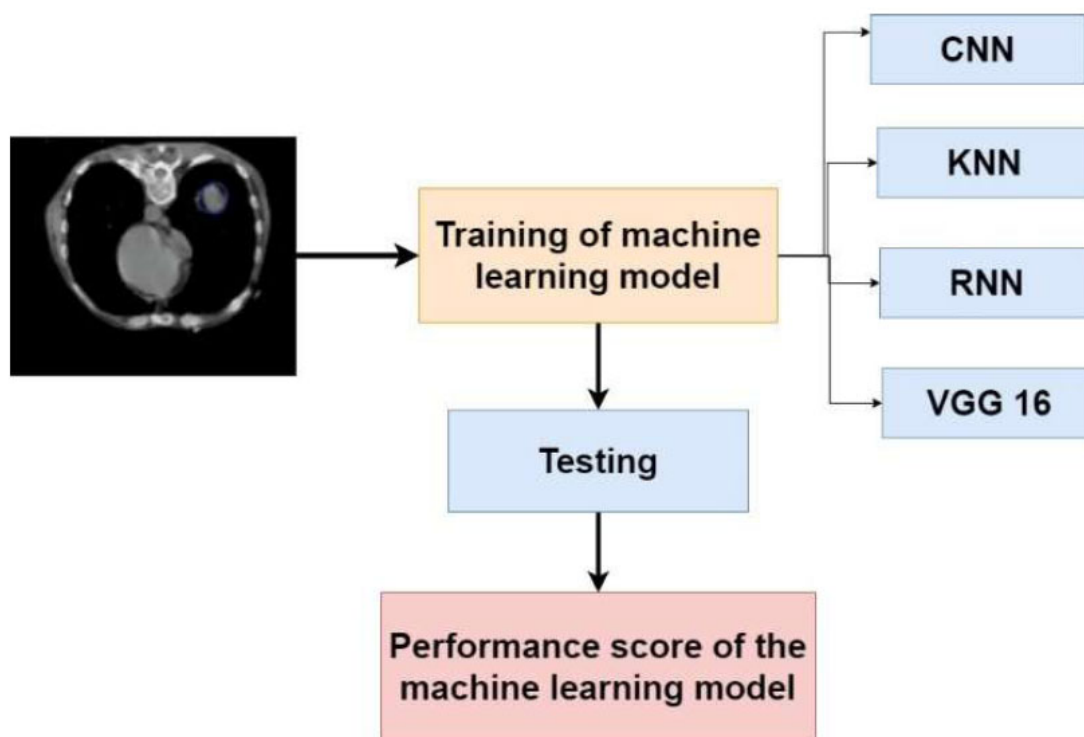 CNN
KNN
Training of machine
learning model
RNN
VGG 16
Testing
Performance score of the
machine learning model